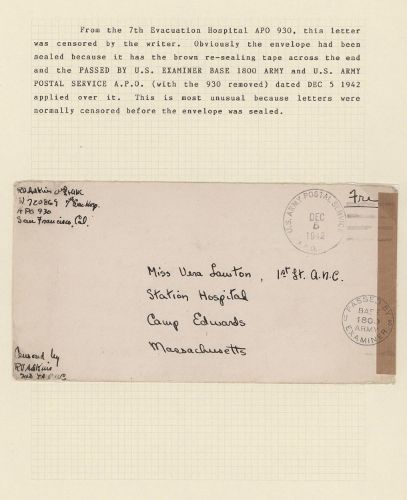 From the 7th Evacuation Hospital APO 930, this letter
was censored by the writer. Obviously the envelope had been
sealed because it has the brown re-sealing tape across the end
and the PASSED BY U.S. EXAMINER BASE 1800 ARMY and U.S. ARMY
POSTAL SERVICE A.P.O. (with the 930 removed) dated DEC 5 1942
applied over it. This is most unusual because letters were
normally censored before the envelope was sealed.
RV Adkins
APO 930
San Francisco, Cal.
U.S. ARMY POSTAL SERVICE
DEC
5
1942
A.P.O.
Free
Miss Vera Lawton, 1st Lt. A.N.C.
Station Hospital
Camp Edwards
Massachusetts
PASSED BY
BASE
1800
ARMY
EXAMINER
Censored by
RV Adkins